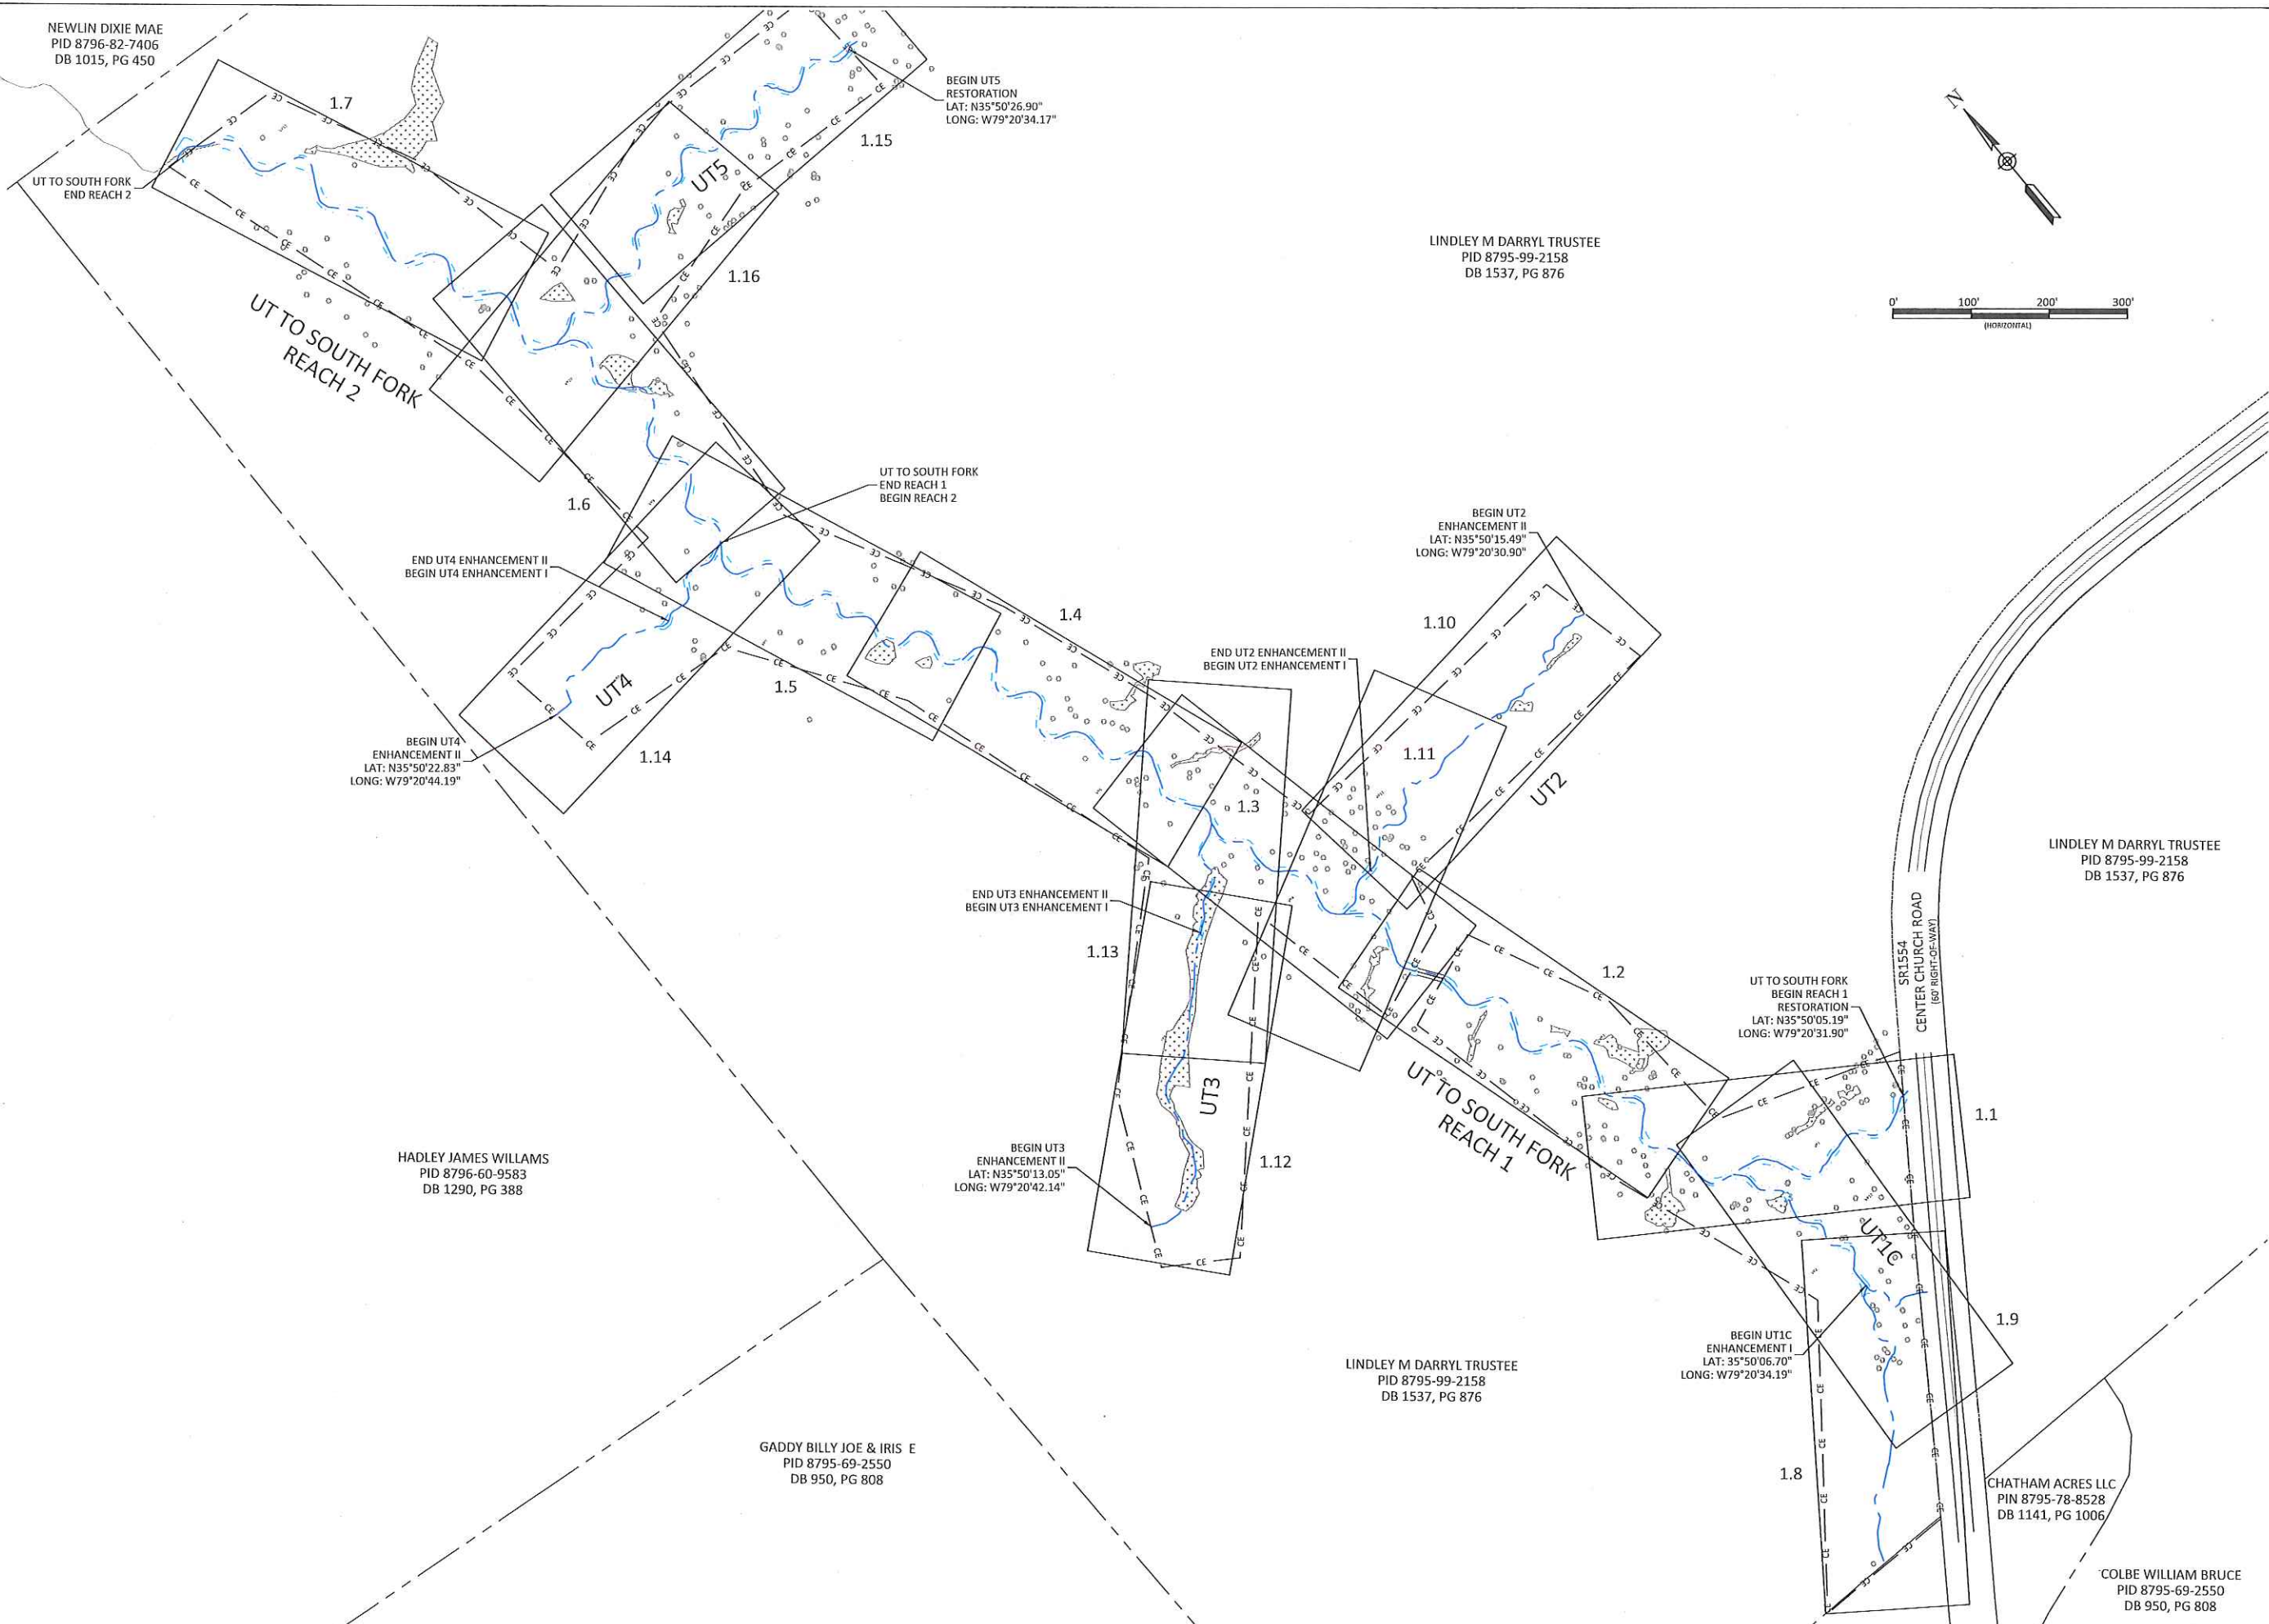 NEWLIN DIXIE MAE
PID 8796-82-7406
DB 1015, PG 450
1.7
UT TO SOUTH FORK
END REACH 2
BEGIN UT5
RESTORATION
LAT: N35°50'26.90"
LONG: W79°20'34.17"
1.15
UT5
1.16
N
LINDLEY M DARRYL TRUSTEE
PID 8795-99-2158
DB 1537, PG 876
0' 100' 200' 300'
(HORIZONTAL)
UT TO SOUTH FORK
REACH 2
1.6
UT TO SOUTH FORK
END REACH 1
BEGIN REACH 2
END UT4 ENHANCEMENT II
BEGIN UT4 ENHANCEMENT I
UT4
1.5
1.14
BEGIN UT4
ENHANCEMENT II
LAT: N35°50'22.83"
LONG: W79°20'44.19"
1.4
BEGIN UT2
ENHANCEMENT II
LAT: N35°50'15.49"
LONG: W79°20'30.90"
1.10
END UT2 ENHANCEMENT II
BEGIN UT2 ENHANCEMENT I
1.11
UT2
1.3
END UT3 ENHANCEMENT II
BEGIN UT3 ENHANCEMENT I
1.13
1.2
LINDLEY M DARRYL TRUSTEE
PID 8795-99-2158
DB 1537, PG 876
SR1554
CENTER CHURCH ROAD
(60' RIGHT-OF-WAY)
UT TO SOUTH FORK
BEGIN REACH 1
RESTORATION
LAT: N35°50'05.19"
LONG: W79°20'31.90"
1.1
UT TO SOUTH FORK
REACH 1
UT3
1.12
BEGIN UT3
ENHANCEMENT II
LAT: N35°50'13.05"
LONG: W79°20'42.14"
HADLEY JAMES WILLAMS
PID 8796-60-9583
DB 1290, PG 388
UT1C
1.9
BEGIN UT1C
ENHANCEMENT I
LAT: 35°50'06.70"
LONG: W79°20'34.19"
LINDLEY M DARRYL TRUSTEE
PID 8795-99-2158
DB 1537, PG 876
1.8
GADDY BILLY JOE & IRIS E
PID 8795-69-2550
DB 950, PG 808
CHATHAM ACRES LLC
PIN 8795-78-8528
DB 1141, PG 1006
COLBE WILLIAM BRUCE
PID 8795-69-2550
DB 950, PG 808